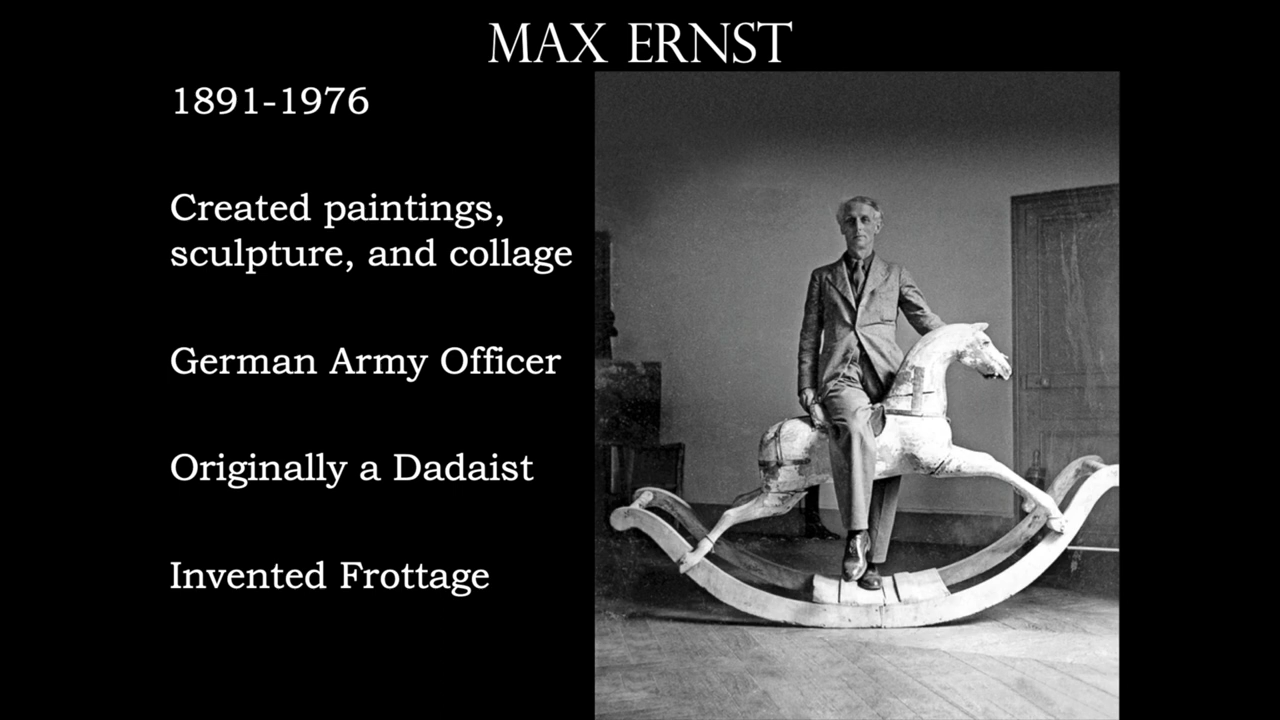 MAX ERNST
1891-1976
Created paintings,
sculpture, and collage
German Army Officer
Originally a Dadaist
Invented Frottage